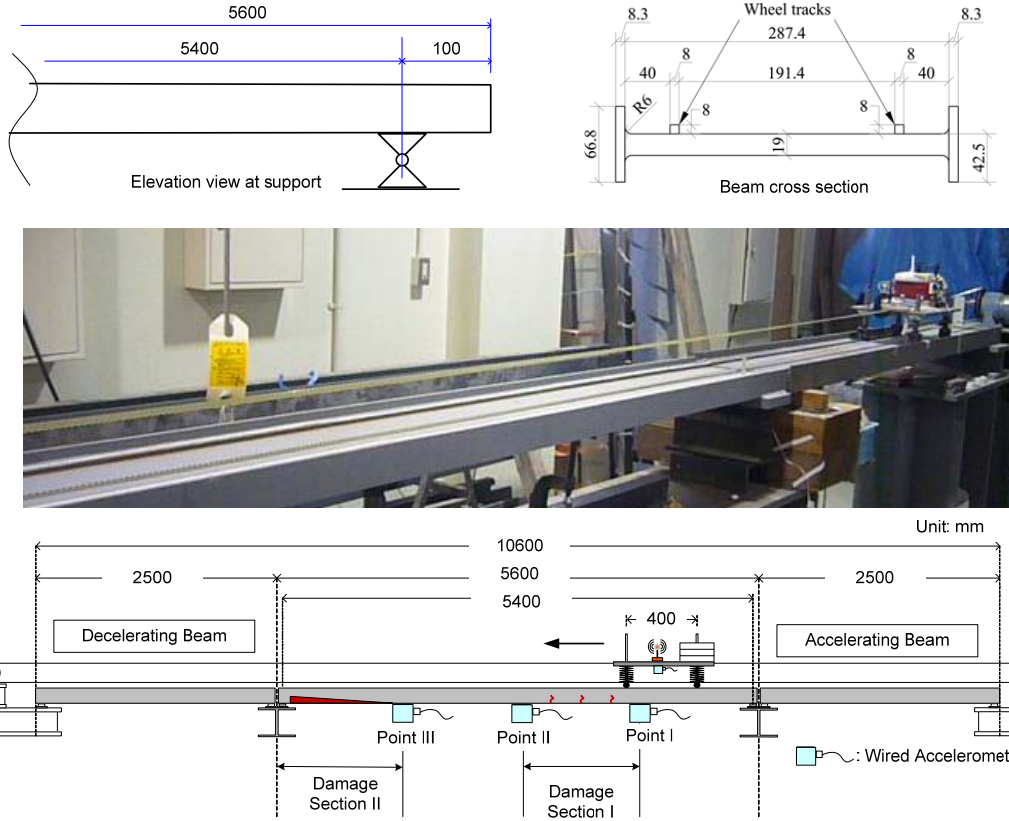 5600
5400
100
Elevation view at support
Wheel tracks
8.3
8.3
287.4
8
8
40
191.4
40
R6
8
8
66.8
19
42.5
Beam cross section
Unit: mm
10600
2500
5600
2500
5400
400
Decelerating Beam
Accelerating Beam
Point III
Point II
Point I
: Wired Acceleromet
Damage
Section II
Damage
Section I